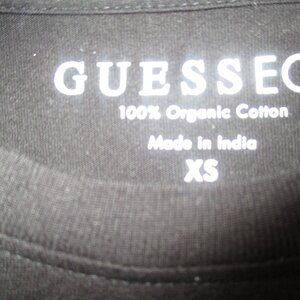 GUESSEC
100% Organic Cotton
Made in India
XS